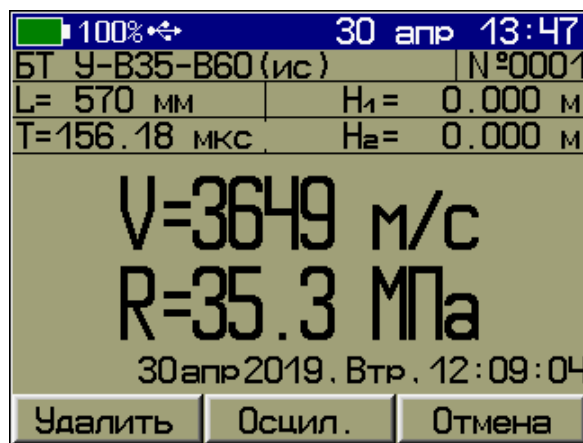 100% 30 апр 13:47
БТ У-В35-В60(ис) №0001
L= 570 мм H1= 0.000 м
T=156.18 мкс H2= 0.000 м
V=3649 м/с
R=35.3 МПа
30апр2019.Втр.12:09:04
Удалить Осцил. Отмена